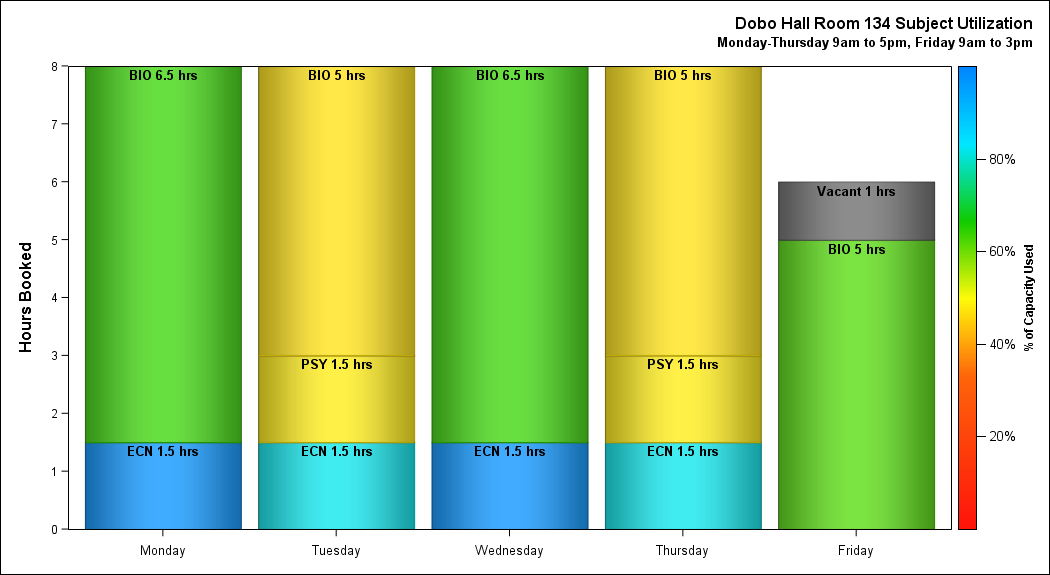 Dobo Hall Room 134 Subject Utilization
Monday-Thursday 9am to 5pm, Friday 9am to 3pm
Hours Booked
8
7
6
5
4
3
2
1
0
BIO 6.5 hrs
ECN 1.5 hrs
BIO 5 hrs
PSY 1.5 hrs
ECN 1.5 hrs
BIO 6.5 hrs
ECN 1.5 hrs
BIO 5 hrs
PSY 1.5 hrs
ECN 1.5 hrs
Vacant 1 hrs
BIO 5 hrs
Monday
Tuesday
Wednesday
Thursday
Friday
80%
60%
40%
20%
% of Capacity Used